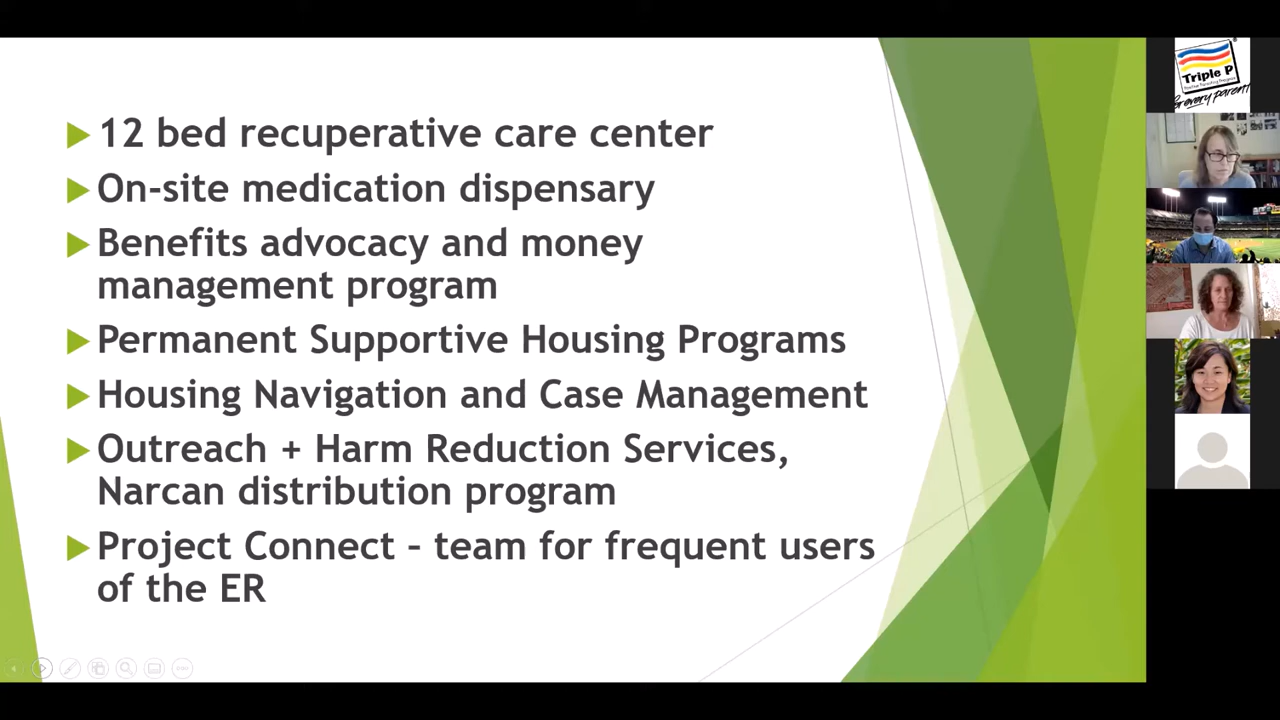 12 bed recuperative care center
On-site medication dispensary
Benefits advocacy and money
management program
Permanent Supportive Housing Programs
Housing Navigation and Case Management
Outreach + Harm Reduction Services,
Narcan distribution program
Project Connect – team for frequent users
of the ER
Triple P
every parent